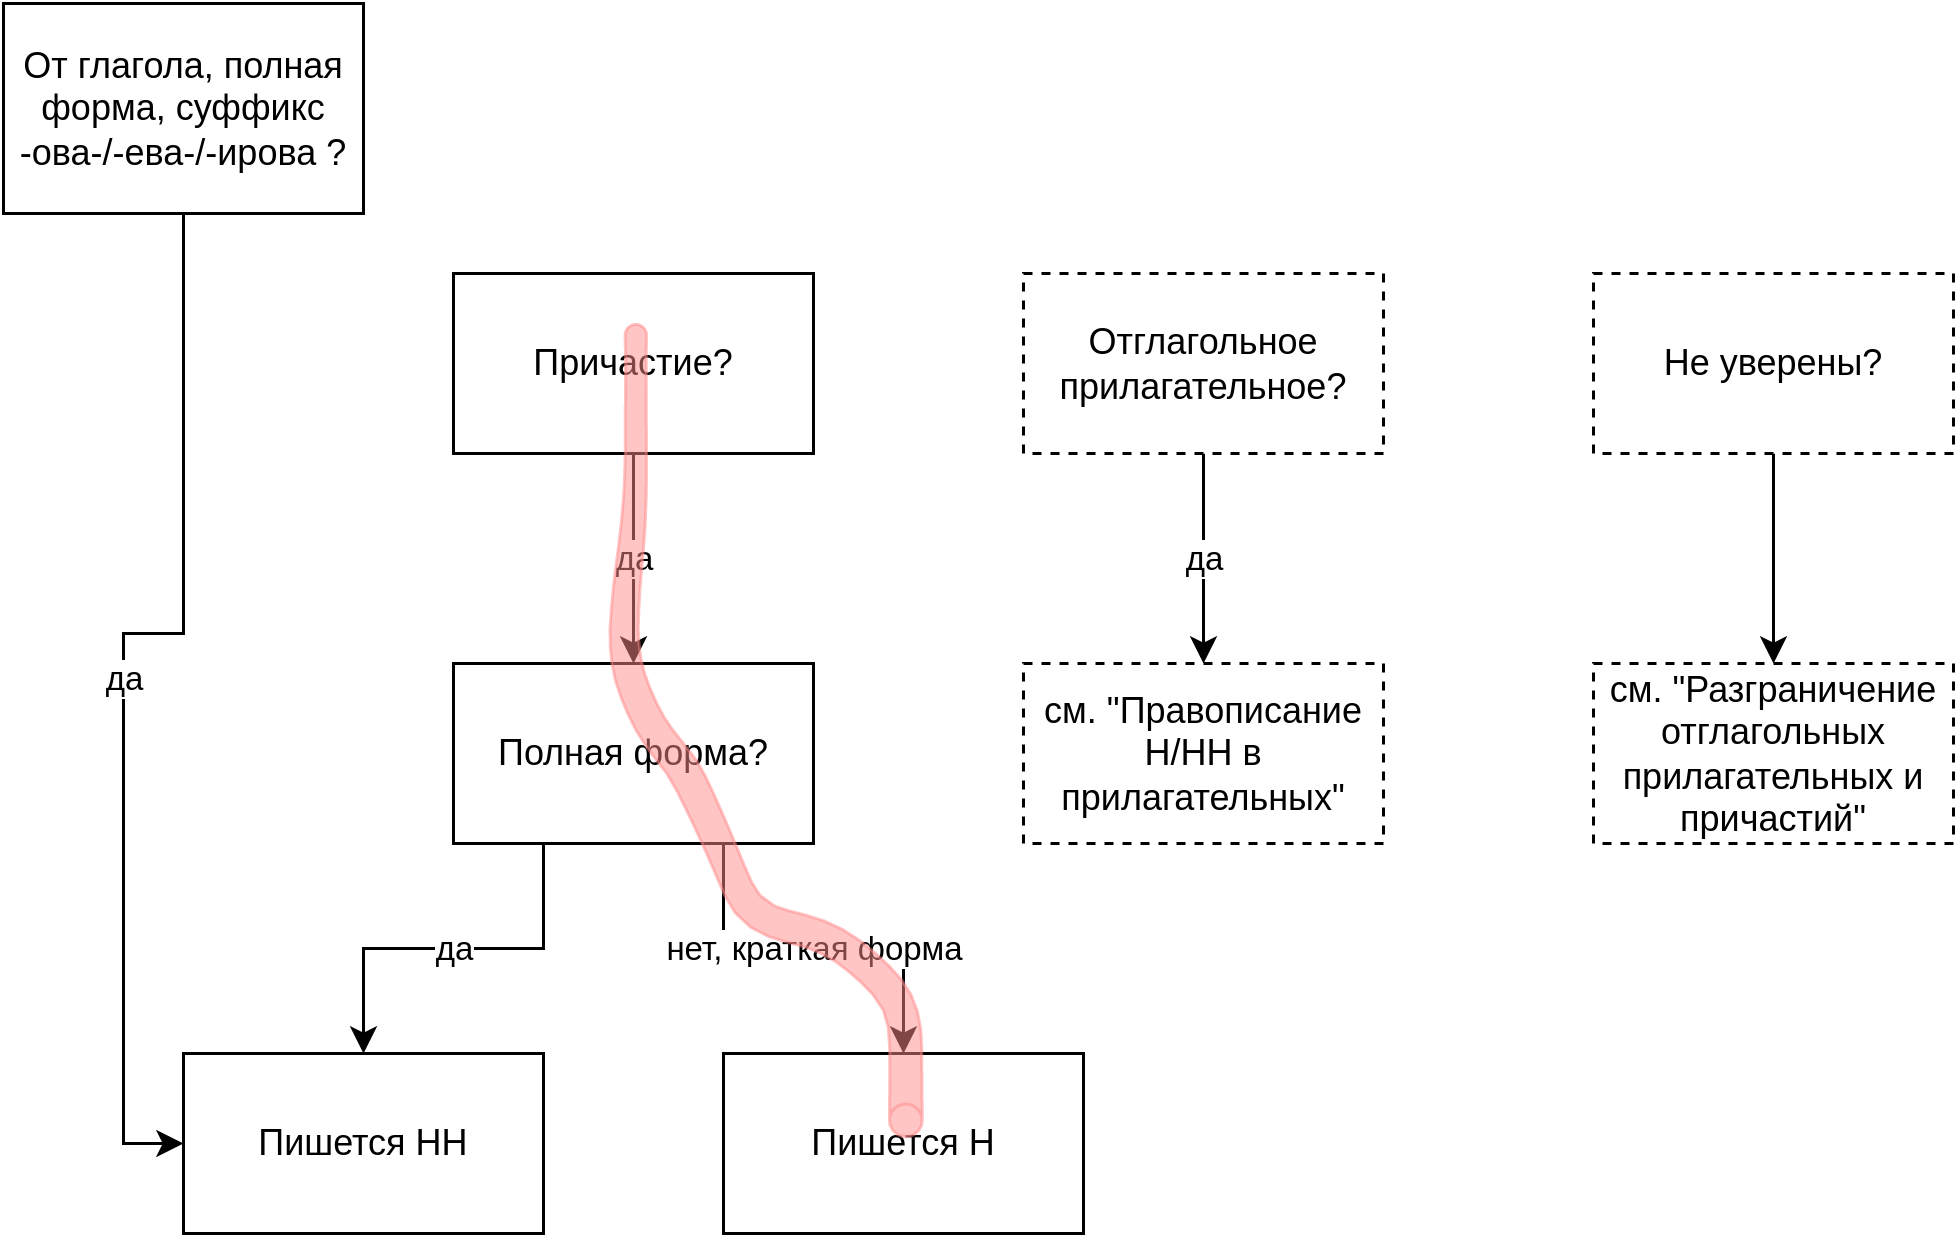 От глагола, полная
форма, суффикс
-ова-/-ева-/-ирова ?
Причастие?
Отглагольное
прилагательное?
Не уверены?
да
да
да
Полная форма?
см. "Правописание
Н/НН в
прилагательных"
см. "Разграничение
отглагольных
прилагательных и
причастий"
да
нет, краткая форма
Пишется НН
Пишется Н